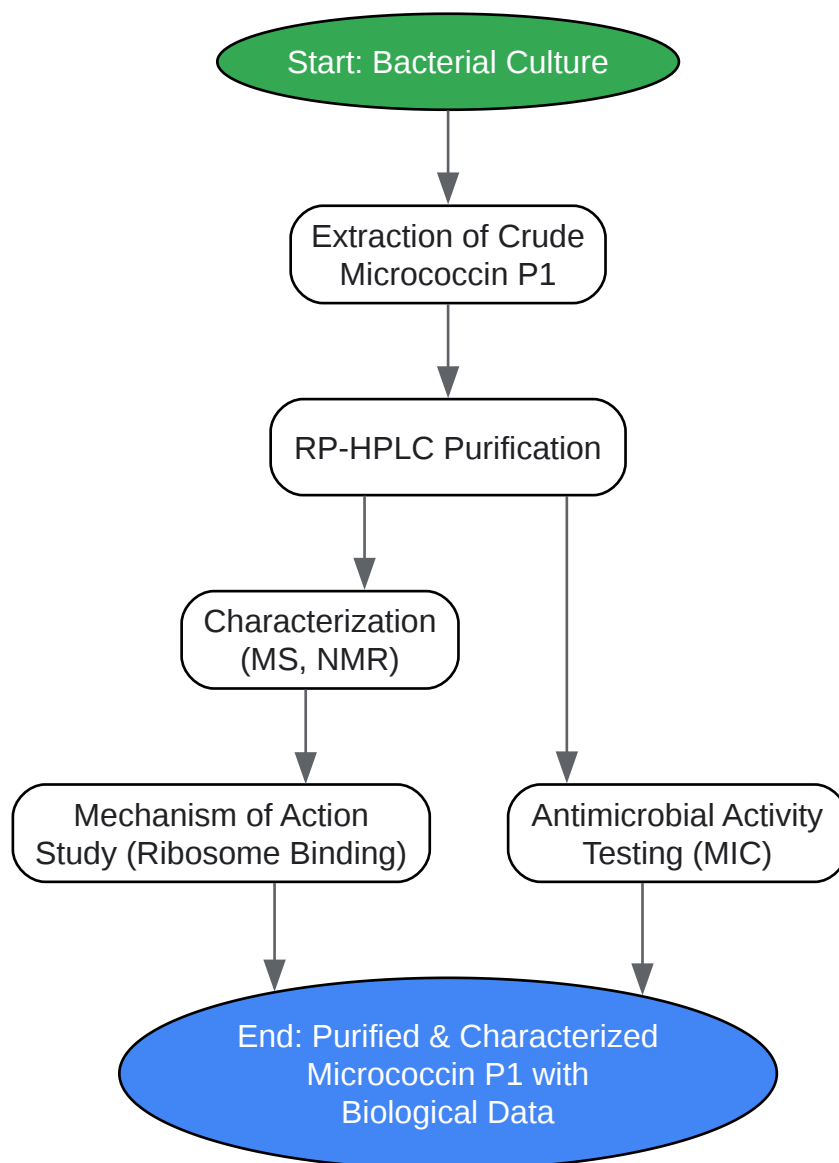 Start: Bacterial Culture
Extraction of Crude
Micrococcin P1
RP-HPLC Purification
Characterization
(MS, NMR)
Mechanism of Action
Study (Ribosome Binding)
Antimicrobial Activity
Testing (MIC)
End: Purified & Characterized
Micrococcin P1 with
Biological Data